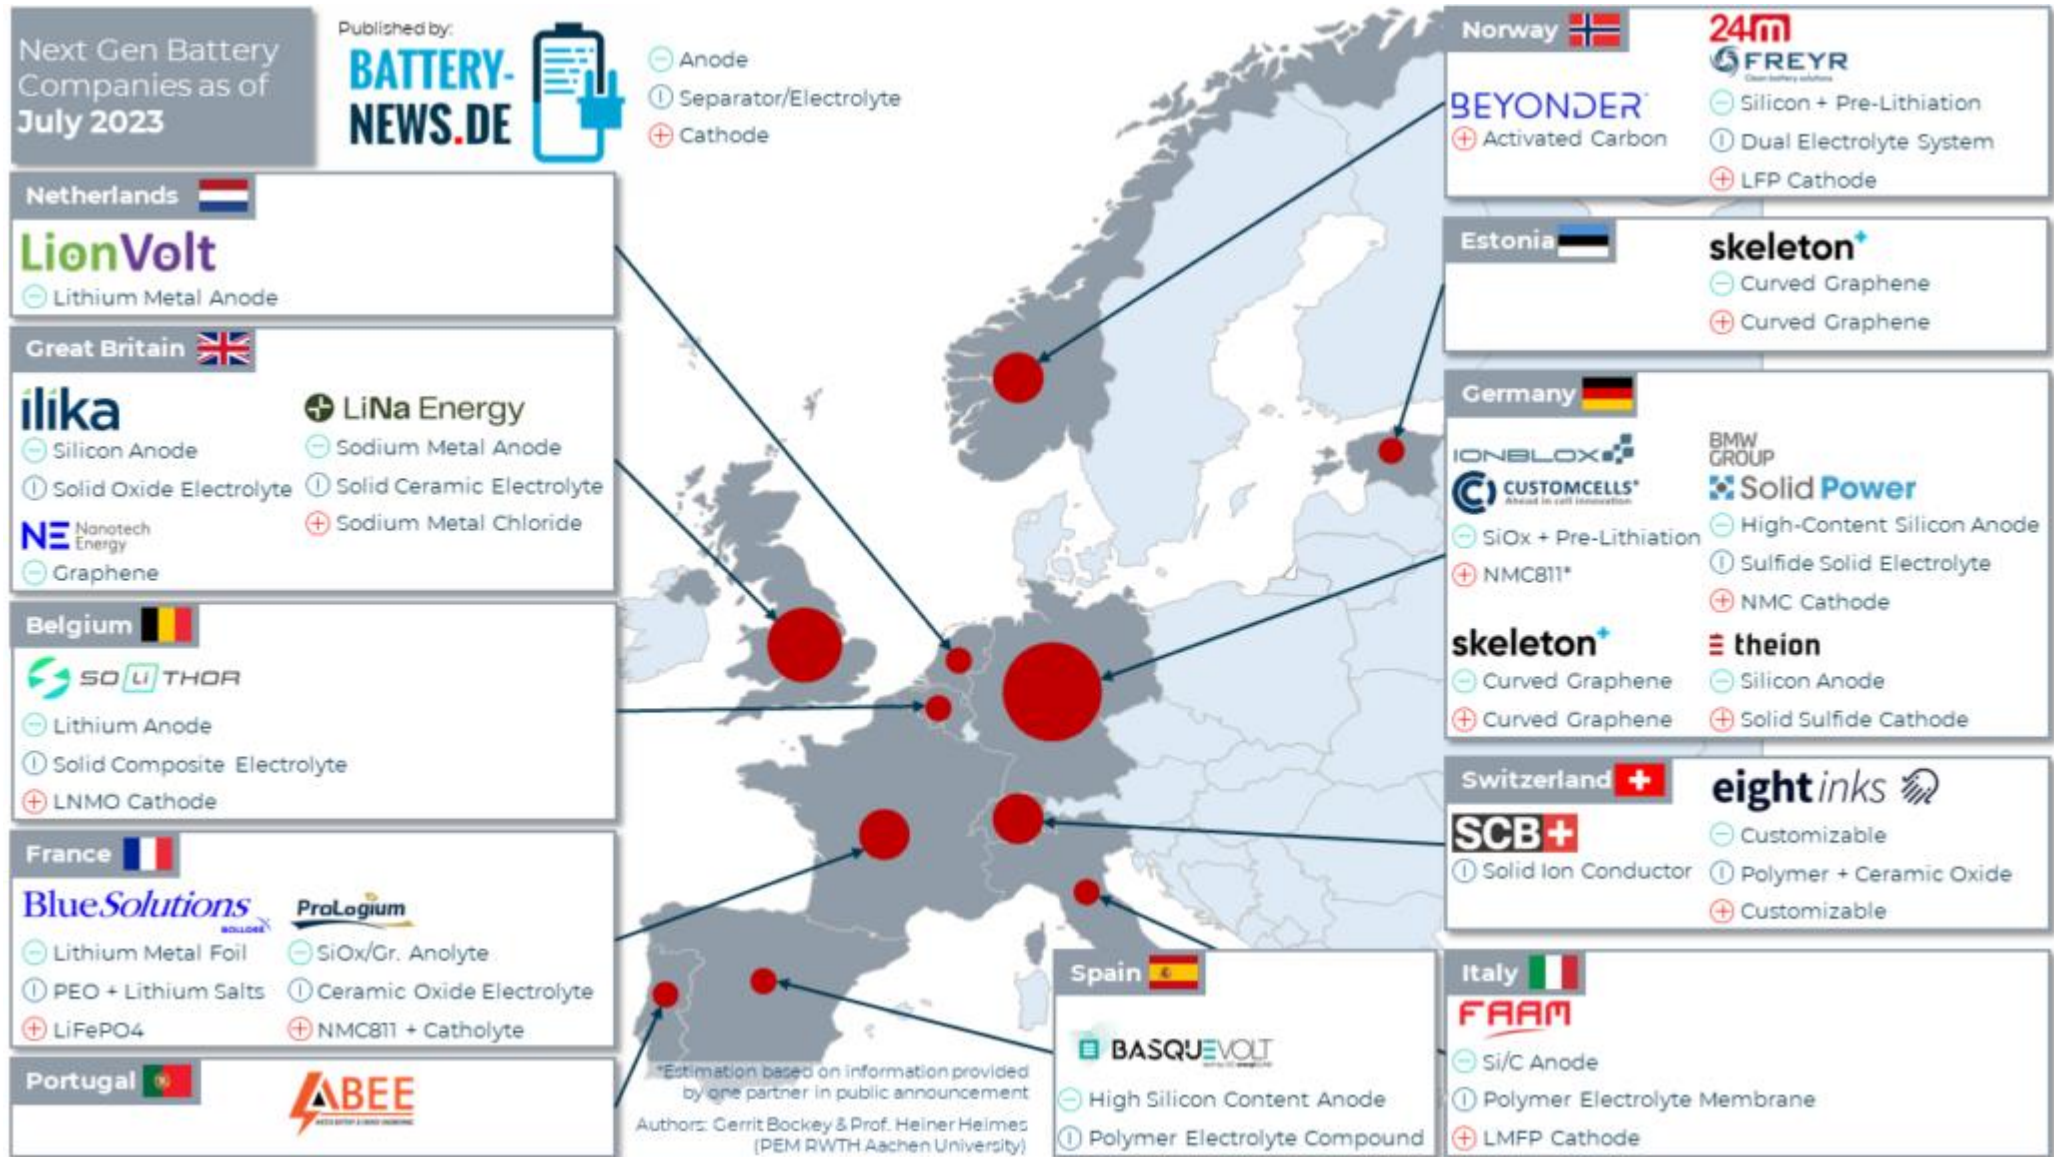 Next Gen Battery
Companies as of
July 2023
Published by:
BATTERY-
NEWS.DE
Anode
Separator/Electrolyte
Cathode
Netherlands
LionVolt
Lithium Metal Anode
Great Britain
ilika
Silicon Anode
Solid Oxide Electrolyte
NE Nanotech
Energy
Graphene
LiNa Energy
Sodium Metal Anode
Solid Ceramic Electrolyte
Sodium Metal Chloride
Belgium
SOLiTHOR
Lithium Anode
Solid Composite Electrolyte
LNMO Cathode
France
BlueSolutions
BOLLORÉ
Lithium Metal Foil
PEO + Lithium Salts
LiFePO4
ProLogium
SiOx/Gr. Anolyte
Ceramic Oxide Electrolyte
NMC811 + Catholyte
Portugal
ABEE
*Estimation based on information provided
by one partner in public announcement
Authors: Gerrit Bockey & Prof. Heiner Heimes
(PEM RWTH Aachen University)
Norway
BEYONDER
Activated Carbon
24m
FREYR
Clean battery solutions
Silicon + Pre-Lithiation
Dual Electrolyte System
LFP Cathode
Estonia
skeleton+
Curved Graphene
Curved Graphene
Germany
IONBLOX
CUSTOMCELLS®
Ahead in cell innovation
SiOx + Pre-Lithiation
NMC811*
BMW
GROUP
Solid Power
High-Content Silicon Anode
Sulfide Solid Electrolyte
NMC Cathode
skeleton+
Curved Graphene
Curved Graphene
theion
Silicon Anode
Solid Sulfide Cathode
Switzerland
SCB+
Solid Ion Conductor
eightinks
Customizable
Polymer + Ceramic Oxide
Customizable
Spain
BASQUEVOLT
High Silicon Content Anode
Polymer Electrolyte Compound
Italy
FAAM
Si/C Anode
Polymer Electrolyte Membrane
LMFP Cathode